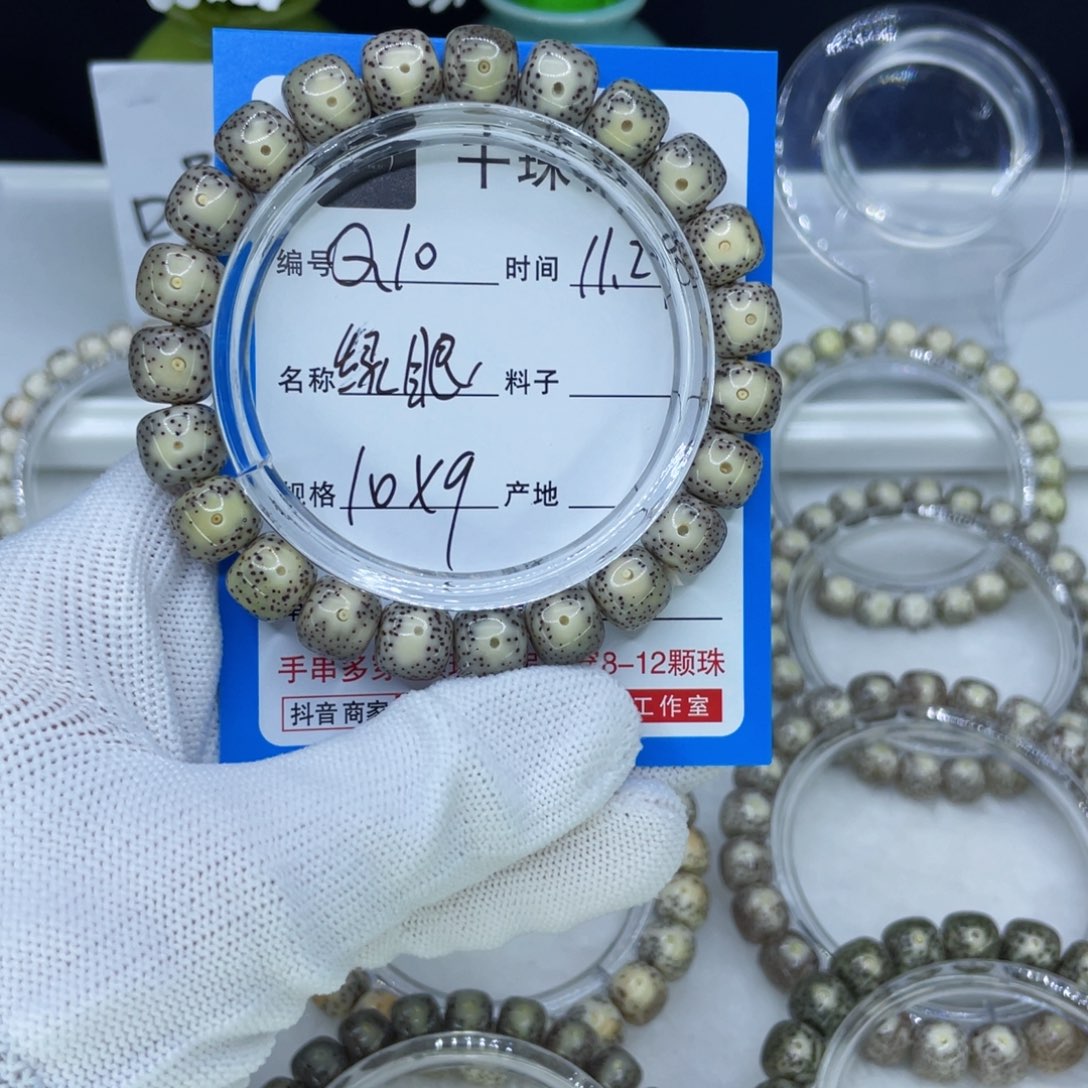 千珠
编号 Q10 时间 11.2
名称 绿眼 料子
规格 10X9 产地
手串多 8-12颗珠
抖音商家 工作室